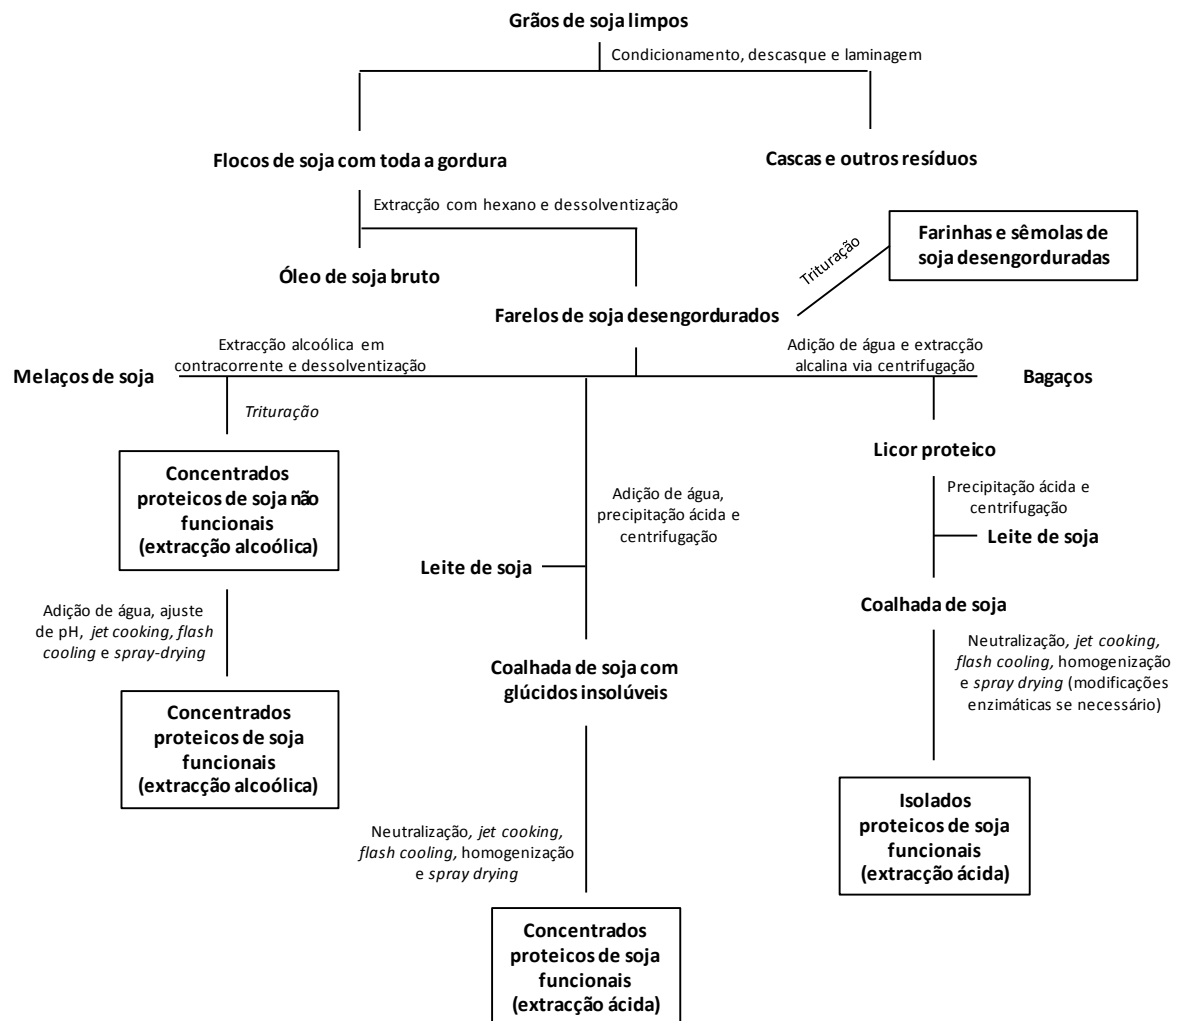 Grãos de soja limpos
Condicionamento, descasque e laminagem
Flocos de soja com toda a gordura
Cascas e outros resíduos
Extracção com hexano e dessolventização
Trituração
Farinhas e sêmolas de
soja desengorduradas
Óleo de soja bruto
Farelos de soja desengordurados
Extracção alcoólica em
contracorrente e dessolventização
Adição de água e extracção
alcalina via centrifugação
Melaços de soja
Bagaços
Trituração
Concentrados
proteicos de soja não
funcionais
(extracção alcoólica)
Adição de água, ajuste
de pH, jet cooking, flash
cooling e spray-drying
Concentrados
proteicos de soja
funcionais
(extracção alcoólica)
Adição de água,
precipitação ácida e
centrifugação
Leite de soja
Coalhada de soja com
glúcidos insolúveis
Neutralização, jet cooking,
flash cooling, homogenização
e spray drying
Concentrados
proteicos de soja
funcionais
(extracção ácida)
Licor proteico
Precipitação ácida e
centrifugação
Leite de soja
Coalhada de soja
Neutralização, jet cooking,
flash cooling, homogenização
e spray drying (modificações
enzimáticas se necessário)
Isolados
proteicos de soja
funcionais
(extracção ácida)